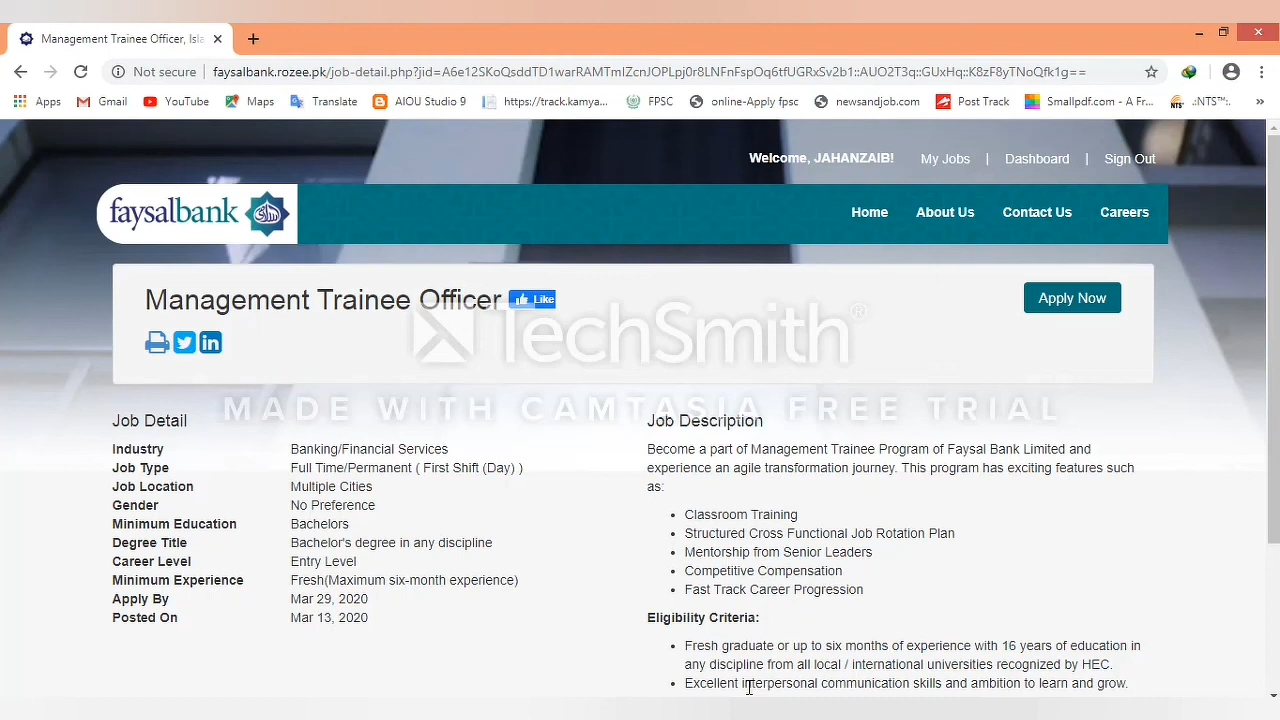 Management Trainee Officer, Isla
Not secure
faysalbank.rozee.pk/job-detail.php?
Apps
Gmail
YouTube
Maps
Translate
AIOU Studio 9
https://track.kamya...
FPSC
online-Apply fpsc
newsandjob.com
Post Track
Smallpdf.com - A Fr...
.:NTS™:.
»
Welcome, JAHANZAIB!
My Jobs | Dashboard | Sign Out
faysalbank
Home
About Us
Contact Us
Careers
Management Trainee Officer
Like
Apply Now
TechSmith®
MADE WITH CAMTASIA FREE TRIAL
Job Detail
Industry Banking/Financial Services
Job Type Full Time/Permanent ( First Shift (Day) )
Job Location Multiple Cities
Gender No Preference
Minimum Education Bachelors
Degree Title Bachelor's degree in any discipline
Career Level Entry Level
Minimum Experience Fresh(Maximum six-month experience)
Apply By Mar 29, 2020
Posted On Mar 13, 2020
Job Description
Become a part of Management Trainee Program of Faysal Bank Limited and
experience an agile transformation journey. This program has exciting features such
as:
• Classroom Training
• Structured Cross Functional Job Rotation Plan
• Mentorship from Senior Leaders
• Competitive Compensation
• Fast Track Career Progression
Eligibility Criteria:
• Fresh graduate or up to six months of experience with 16 years of education in
any discipline from all local / international universities recognized by HEC.
• Excellent interpersonal communication skills and ambition to learn and grow.